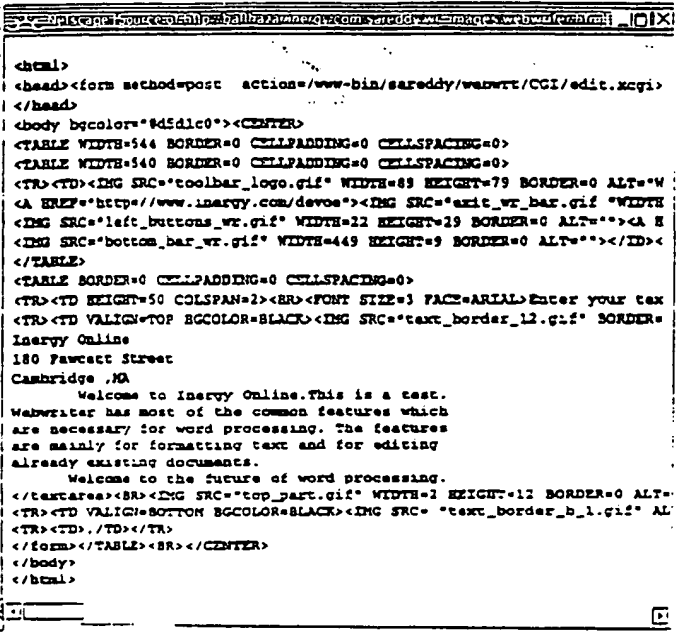 Netscape
<html>
<head><form method=post action=/www-bin/sareddy/webwrt/CGI/edit.xcgi>
</head>
<body bgcolor="#d5d1c0"><CENTER>
<TABLE WIDTH=544 BORDER=0 CELLPADDING=0 CELLSPACING=0>
<TABLE WIDTH=540 BORDER=0 CELLPADDING=0 CELLSPACING=0>
<TR><TD><IMG SRC="toolbar_logo.gif" WIDTH=89 HEIGHT=79 BORDER=0 ALT="W
<A HREF="http://www.inergy.com/devos"><IMG SRC="exit_wr_bar.gif "WIDTH
<IMG SRC="left_buttons_wr.gif" WIDTH=22 HEIGHT=29 BORDER=0 ALT=""><A H
<IMG SRC="bottom_bar_wr.gif" WIDTH=449 HEIGHT=9 BORDER=0 ALT=""></TD><
</TABLE>
<TABLE BORDER=0 CELLPADDING=0 CELLSPACING=0>
<TR><TD HEIGHT=50 COLSPAN=2><BR><FONT SIZE=3 FACE=ARIAL>Enter your tex
<TR><TD VALIGN=TOP BGCOLOR=BLACK><IMG SRC="text_border_12.gif" BORDER=
Inergy Online
180 Fawcett Street
Cambridge ,MA
Welcome to Inergy Online.This is a test.
Webwriter has most of the common features which
are necessary for word processing. The features
are mainly for formatting text and for editing
already existing documents.
Welcome to the future of word processing.
</textarea><BR><IMG SRC="top_part.gif" WIDTH=2 HEIGHT=12 BORDER=0 ALT=
<TR><TD VALIGN=BOTTOM BGCOLOR=BLACK><IMG SRC= "text_border_b_1.gif" AL
<TR><TD>,/TD></TR>
</form></TABLE><BR></CENTER>
</body>
</html>